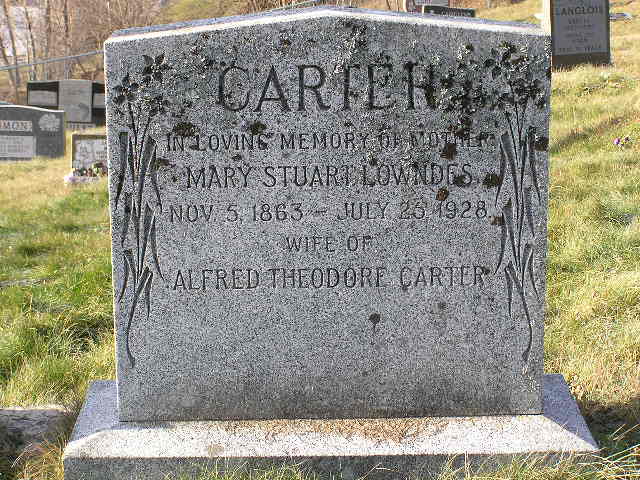 LANGLOIS
CARTER
IN LOVING MEMORY OF MOTHER
MARY STUART LOWNDES
NOV. 5, 1863 – JULY 25, 1928.
WIFE OF
ALFRED THEODORE CARTER